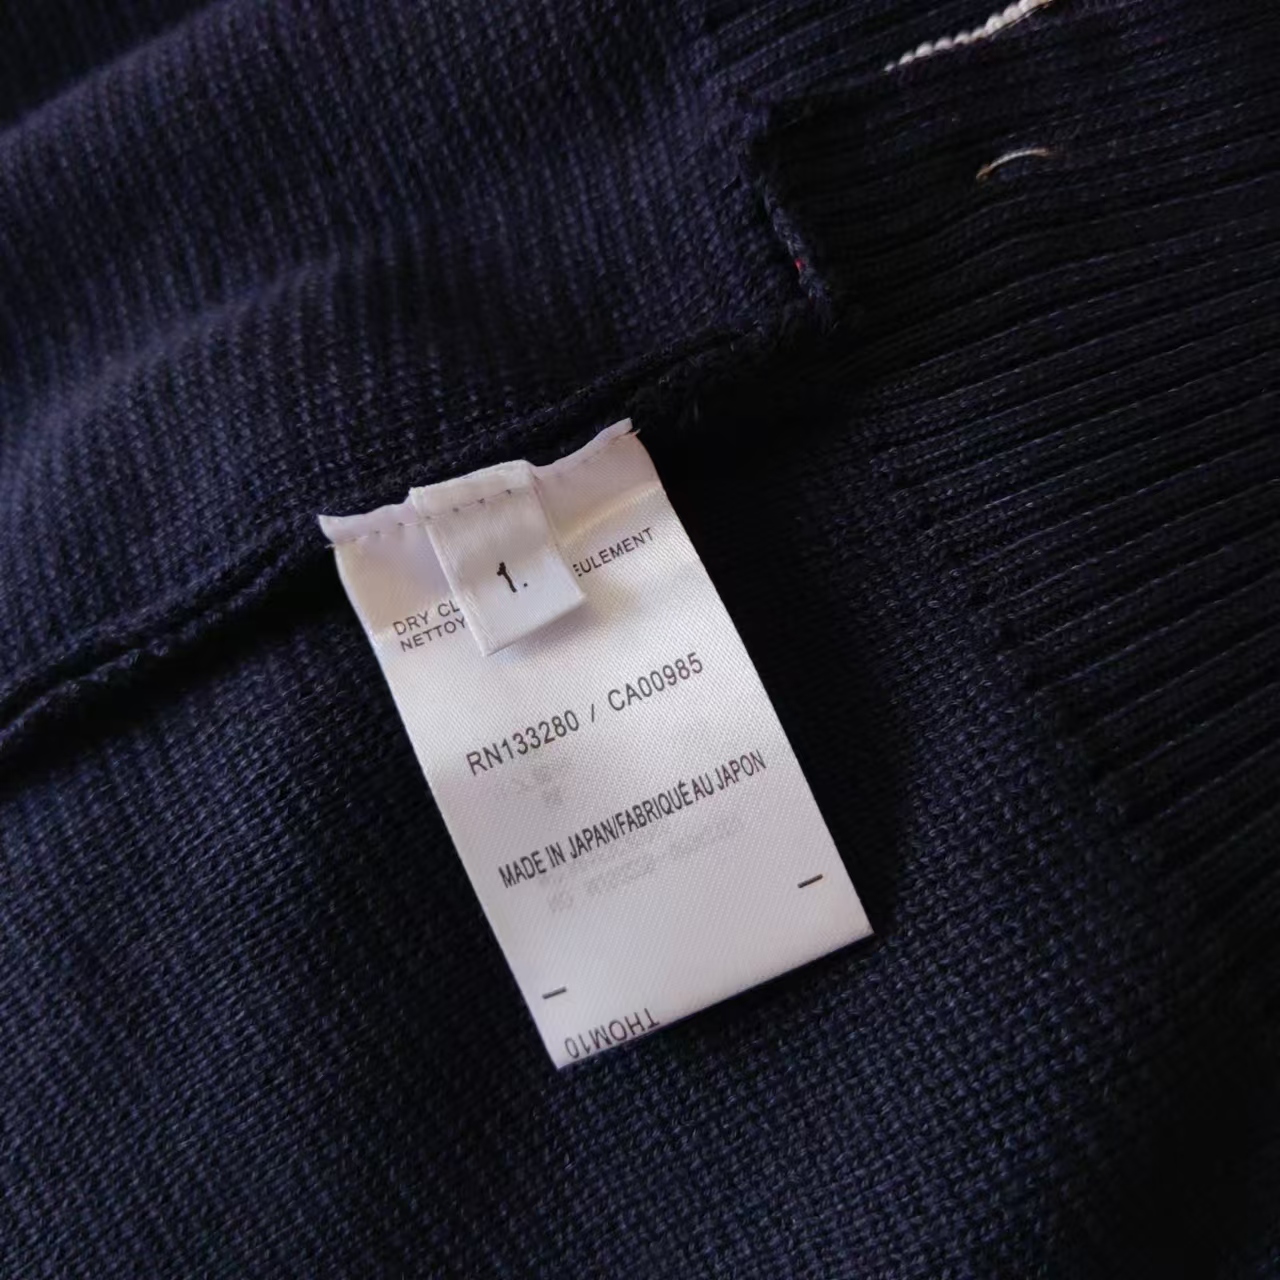 1.
DRY CL
EULEMENT
NETTOY
RN133280 / CA00985
MADE IN JAPAN/FABRIQUÉ AU JAPON
THOM10